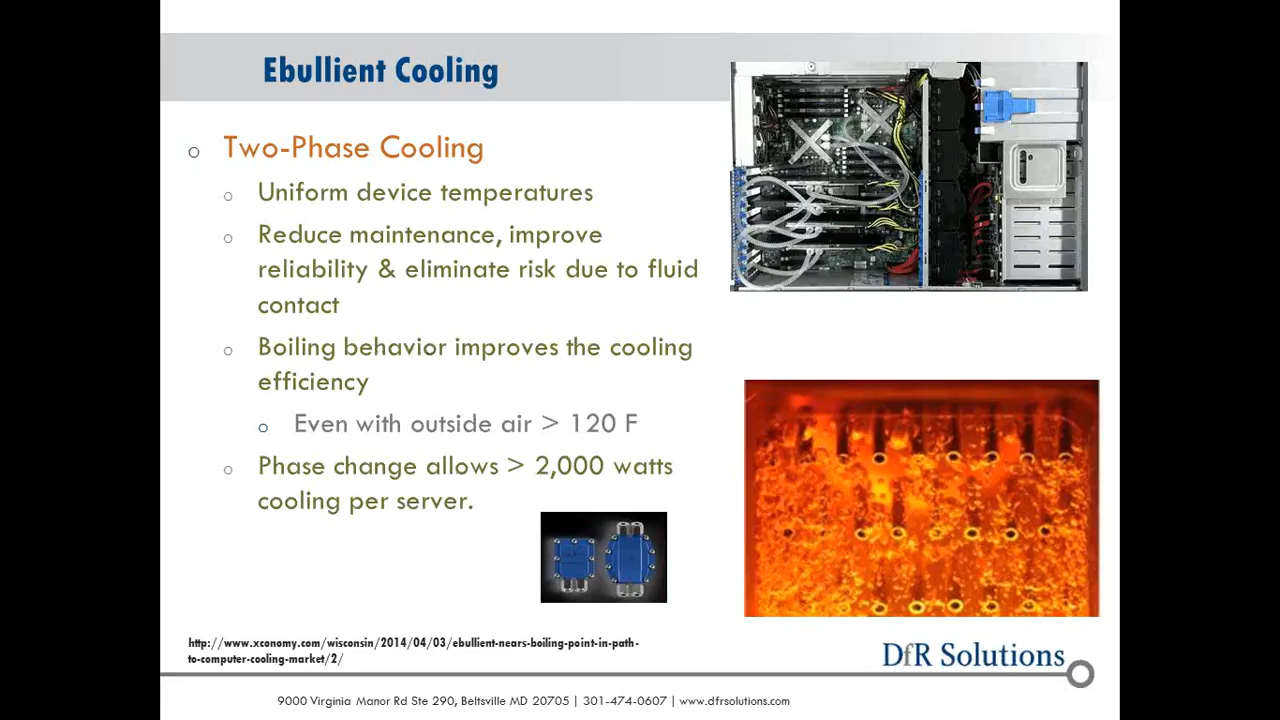 Ebullient Cooling
Two-Phase Cooling
Uniform device temperatures
Reduce maintenance, improve
reliability & eliminate risk due to fluid
contact
Boiling behavior improves the cooling
efficiency
Even with outside air > 120 F
Phase change allows > 2,000 watts
cooling per server.
http://www.xconomy.com/wisconsin/2014/04/03/ebullient-nears-boiling-point-in-path-
to-computer-cooling-market/2/
DfR Solutions
9000 Virginia Manor Rd Ste 290, Beltsville MD 20705 | 301-474-0607 | www.dfrsolutions.com